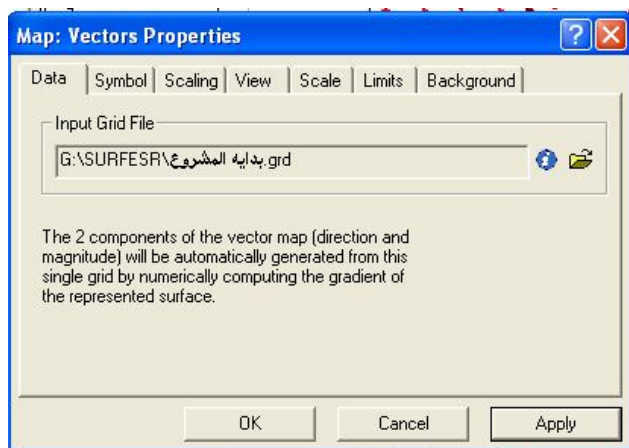 Map: Vectors Properties
Data Symbol Scaling View Scale Limits Background
Input Grid File
G:\SURFESR\بدايه المشروع.grd
The 2 components of the vector map (direction and
magnitude) will be automatically generated from this
single grid by numerically computing the gradient of
the represented surface.
OK Cancel Apply